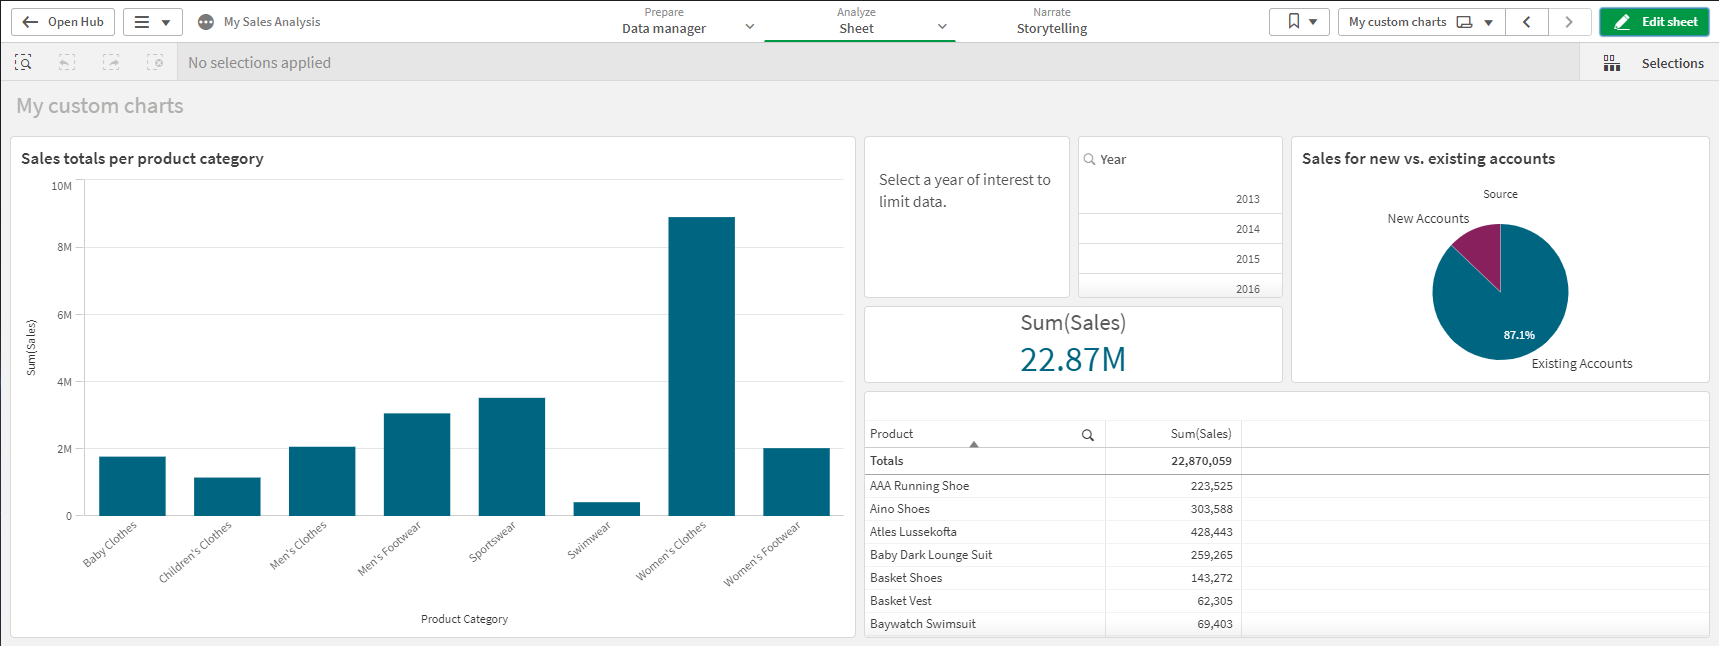 Open Hub
My Sales Analysis
Prepare
Data manager
Analyze
Sheet
Narrate
Storytelling
My custom charts
Edit sheet
No selections applied
Selections
My custom charts
Sales totals per product category
10M
8M
6M
4M
2M
0
Sum(Sales)
Baby Clothes
Children's Clothes
Men's Clothes
Men's Footwear
Sportswear
Swimwear
Women's Clothes
Women's Footwear
Product Category
Select a year of interest to
limit data.
Year
2013
2014
2015
2016
Sum(Sales)
22.87M
Sales for new vs. existing accounts
Source
New Accounts
87.1%
Existing Accounts
Product Sum(Sales)
Totals 22,870,059
AAA Running Shoe 223,525
Aino Shoes 303,588
Atles Lussekofta 428,443
Baby Dark Lounge Suit 259,265
Basket Shoes 143,272
Basket Vest 62,305
Baywatch Swimsuit 69,403